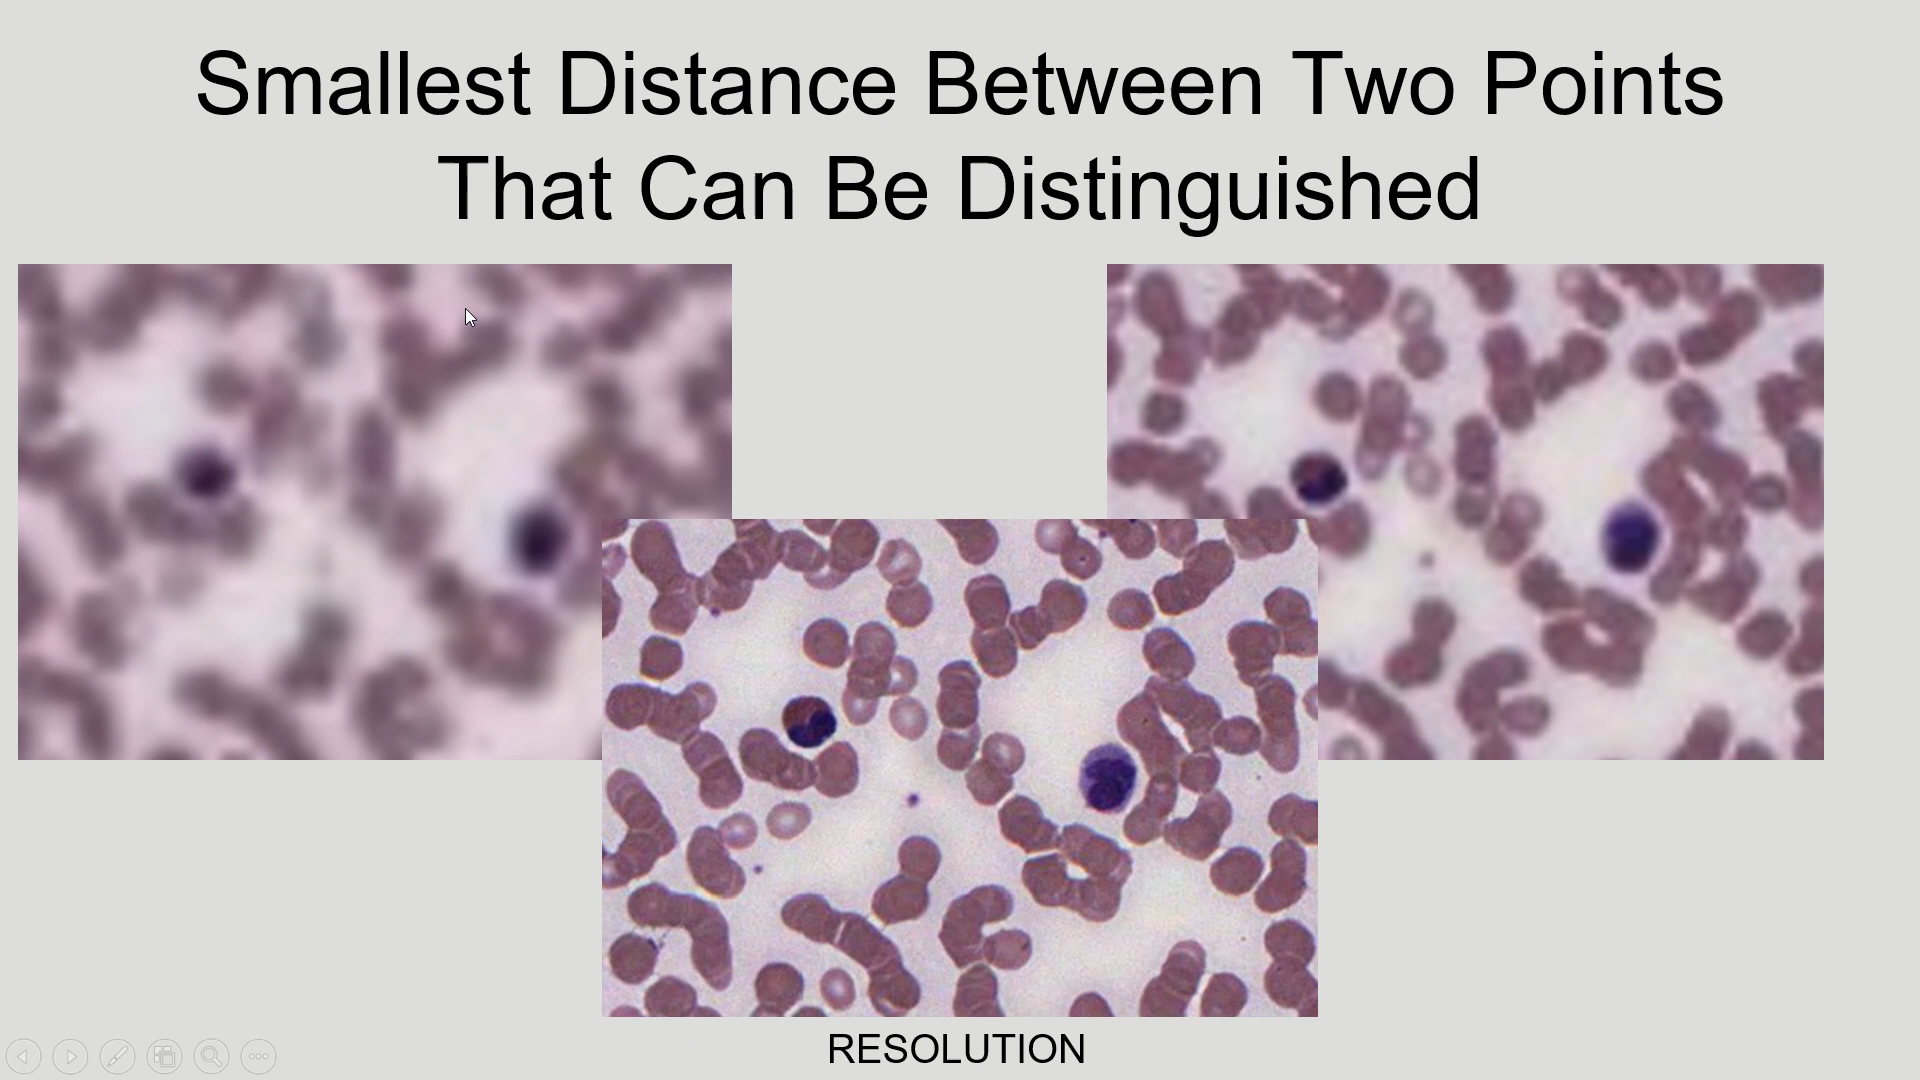 Smallest Distance Between Two Points
That Can Be Distinguished
RESOLUTION